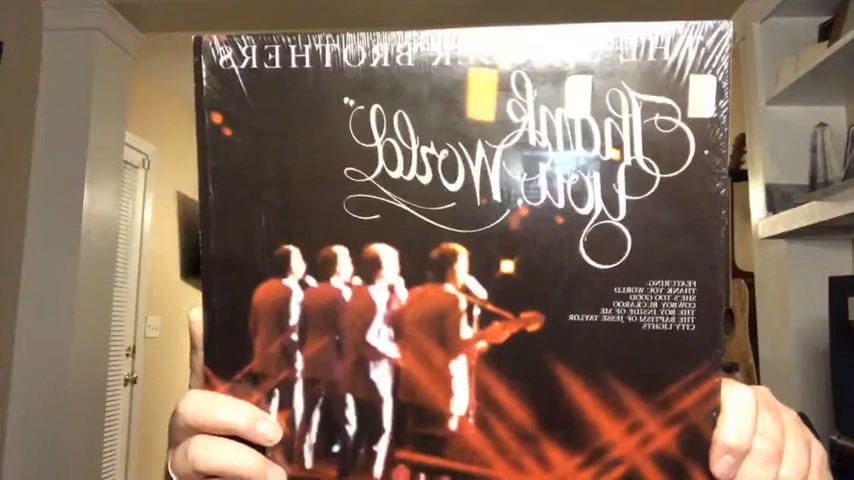 THE BROTHERS
Thank
You, World"
FEATURING:
THANK YOU WORLD
SHE'S TOO GOOD
COWBOY BUCKAROO
THE BOY INSIDE OF ME
THE BAPTISM OF JESSE TAYLOR
CITY LIGHTS